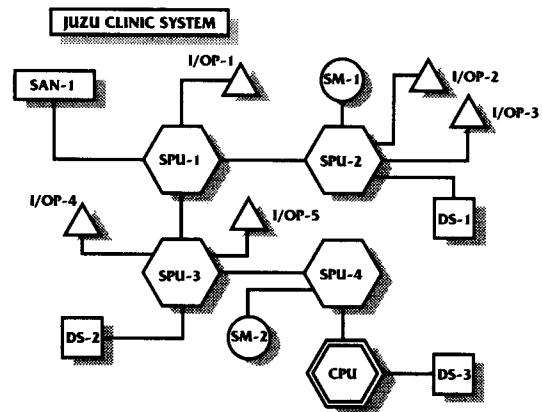 JUZU CLINIC SYSTEM
I/OP-1
SM-1
I/OP-2
SAN-1
I/OP-3
SPU-1
SPU-2
I/OP-4
I/OP-5
DS-1
SPU-3
SPU-4
DS-2
SM-2
CPU
DS-3